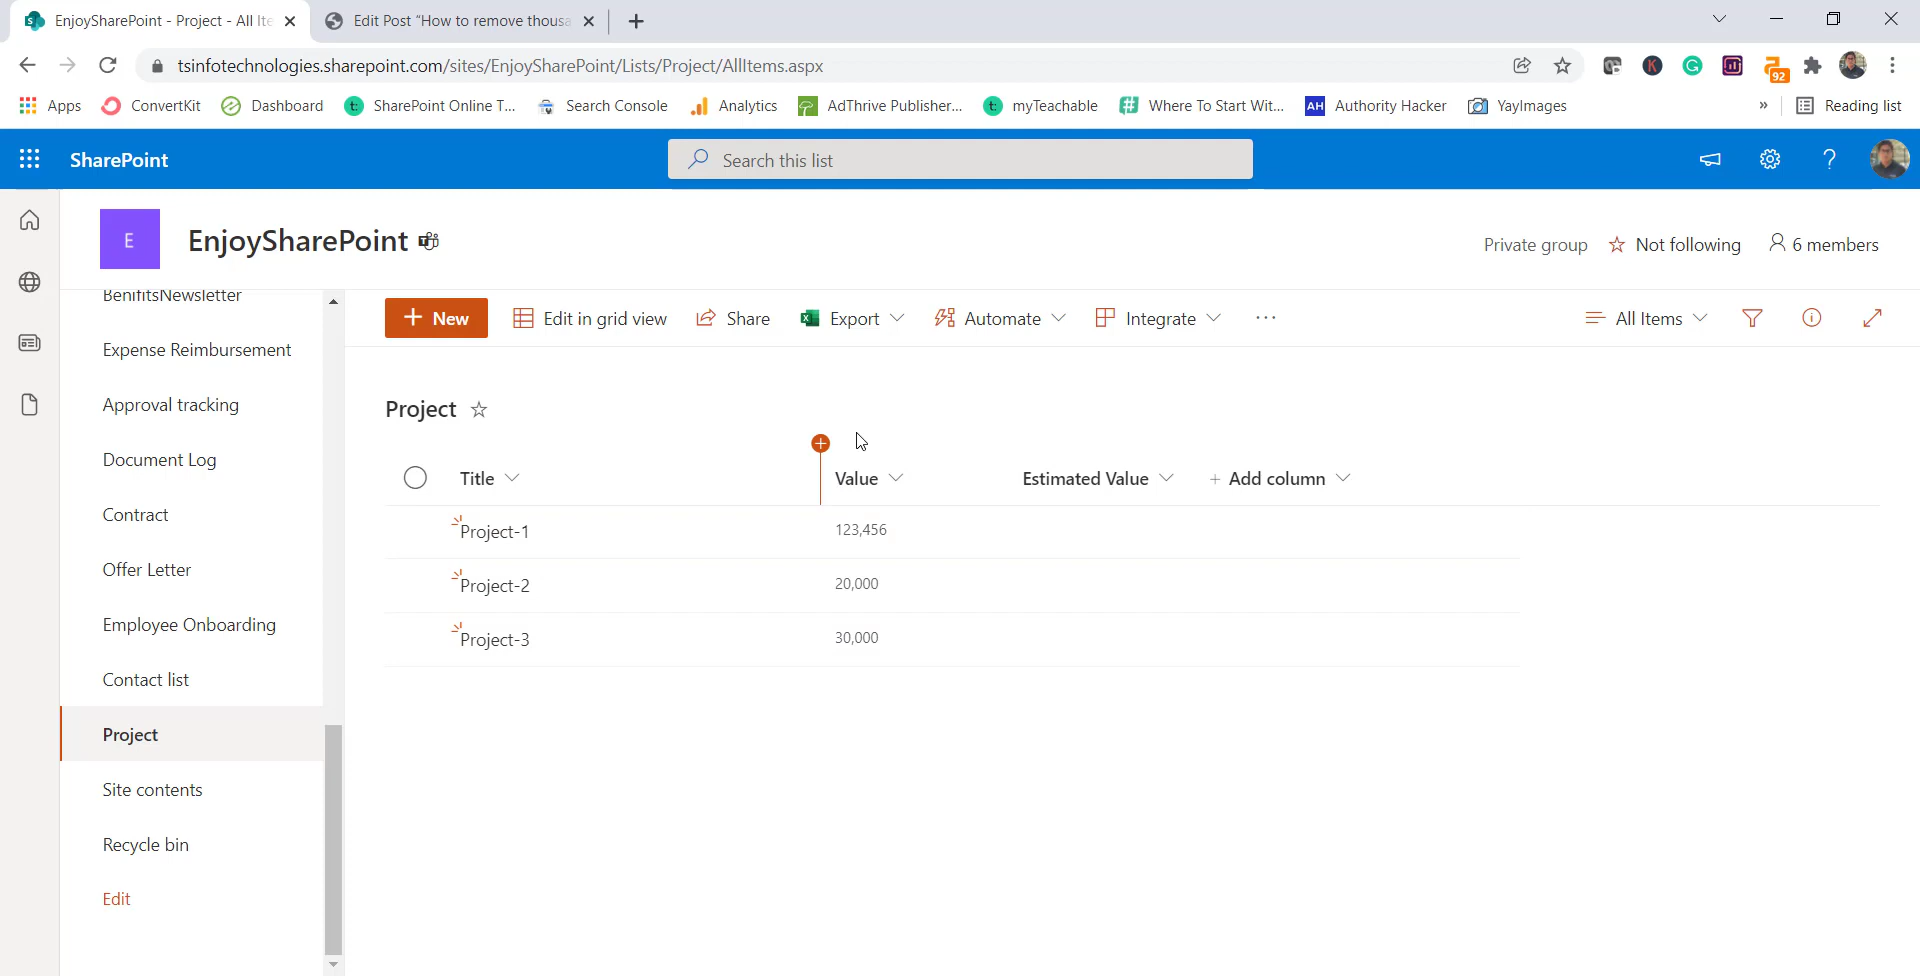 EnjoySharePoint - Project - All Ite
Edit Post "How to remove thousa
tsinfotechnologies.sharepoint.com/sites/EnjoySharePoint/Lists/Project/AllItems.aspx
92
Apps
ConvertKit
Dashboard
SharePoint Online T...
Search Console
Analytics
AdThrive Publisher...
myTeachable
Where To Start Wit...
AH Authority Hacker
YayImages
»
Reading list
SharePoint
Search this list
?
E
EnjoySharePoint
Private group
Not following
6 members
BenifitsNewsletter
Expense Reimbursement
Approval tracking
Document Log
Contract
Offer Letter
Employee Onboarding
Contact list
Project
Site contents
Recycle bin
Edit
+ New
Edit in grid view
Share
Export
Automate
Integrate
...
All Items
Project
Title
Value
Estimated Value
+ Add column
Project-1
123,456
Project-2
20,000
Project-3
30,000